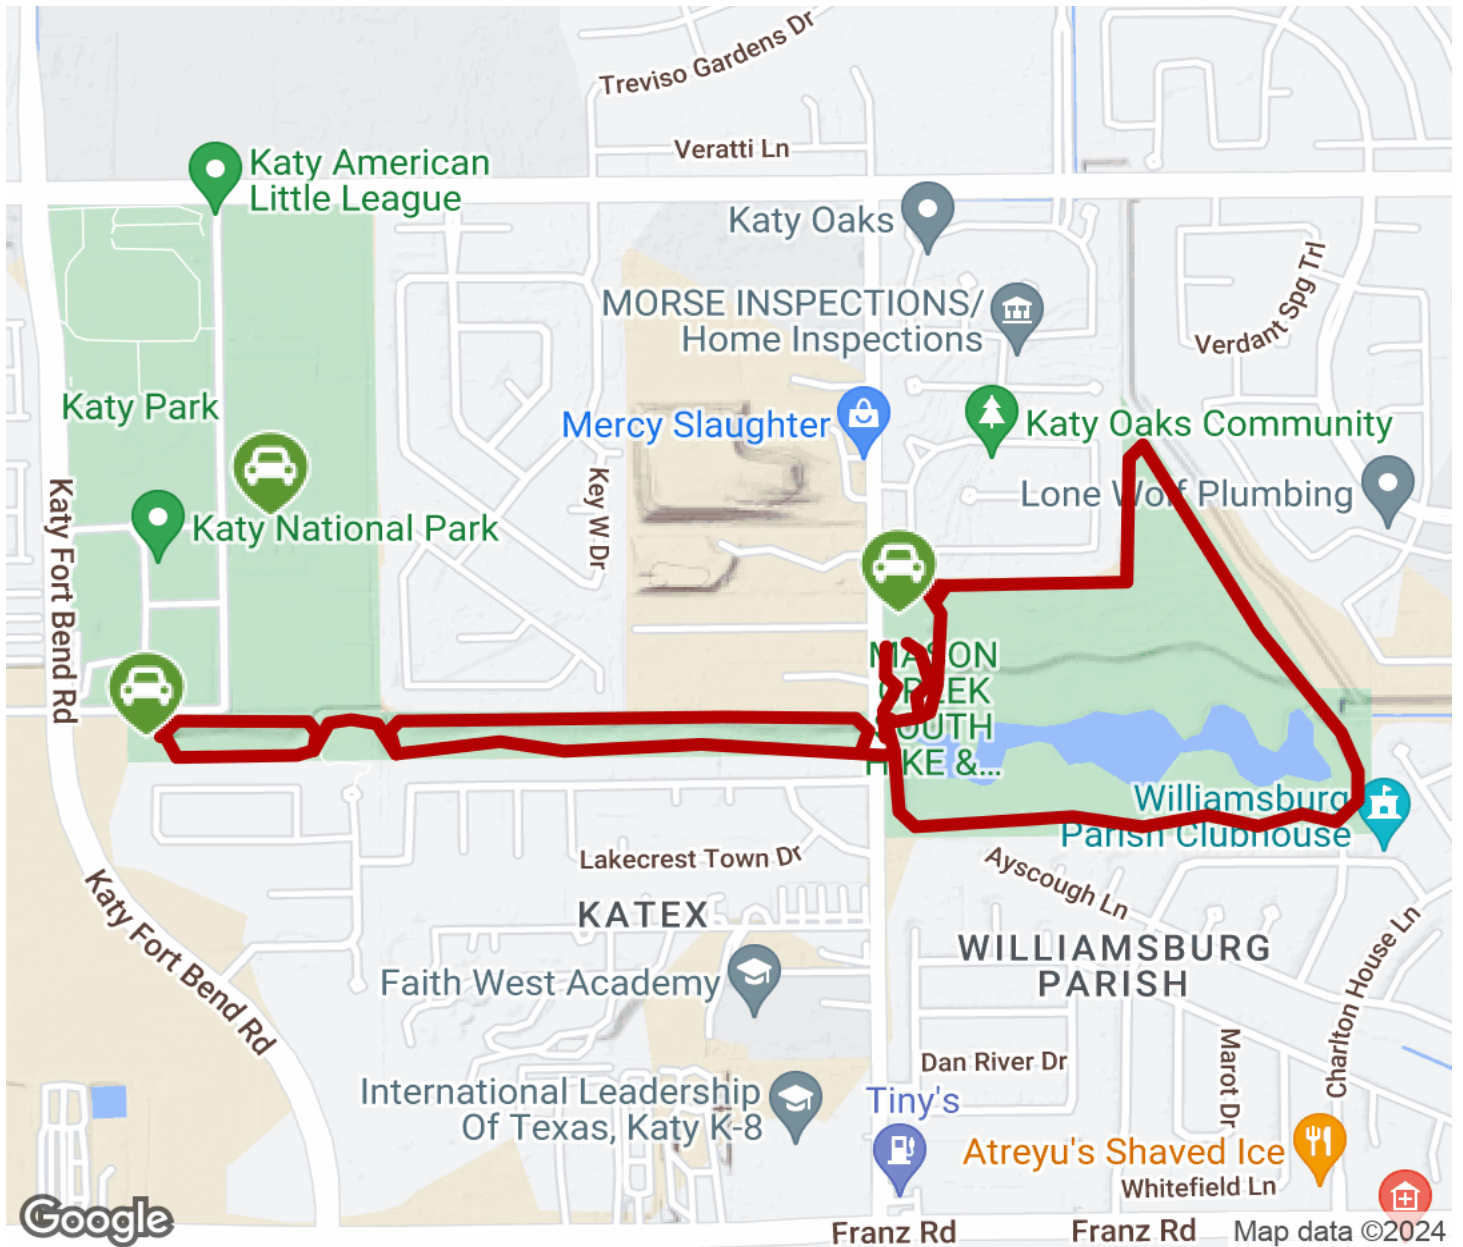 Treviso Gardens Dr
Veratti Ln
Katy American
Little League
Katy Oaks
MORSE INSPECTIONS/
Home Inspections
Verdant Spg Trl
Katy Park
Mercy Slaughter
Katy Oaks Community
Key W Dr
Lone Wolf Plumbing
Katy National Park
Katy Fort Bend Rd
MASON
CREEK
SOUTH
HIKE &...
Williamsburg
Parish Clubhouse
Lakecrest Town Dr
Ayscough Ln
Katy Fort Bend Rd
KATEX
WILLIAMSBURG
PARISH
Charlton House Ln
Faith West Academy
Dan River Dr
Marot Dr
International Leadership
Of Texas, Katy K-8
Tiny's
Atreyu's Shaved Ice
Whitefield Ln
Google
Franz Rd
Franz Rd
Map data ©2024